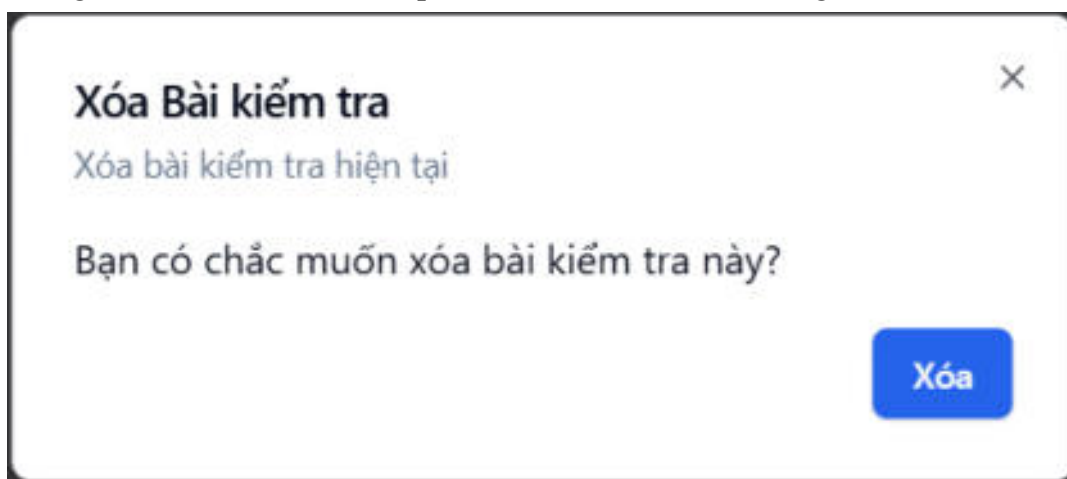 Xóa Bài kiểm tra
Xóa bài kiểm tra hiện tại
Bạn có chắc muốn xóa bài kiểm tra này?
Xóa